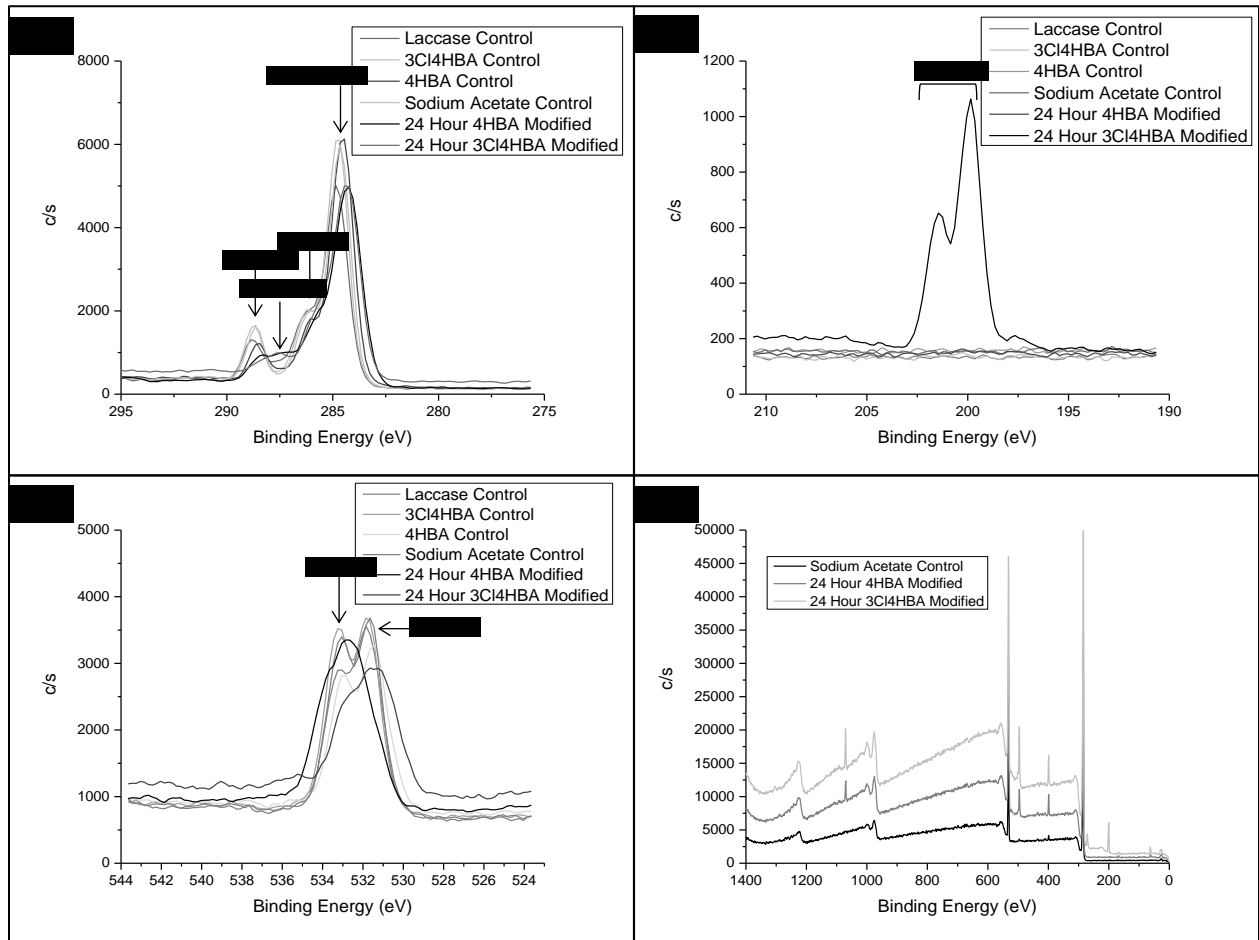 Laccase Control
3Cl4HBA Control
4HBA Control
Sodium Acetate Control
24 Hour 4HBA Modified
24 Hour 3Cl4HBA Modified
8000
6000
4000
2000
0
c/s
295
290
285
280
275
Binding Energy (eV)
Laccase Control
3Cl4HBA Control
4HBA Control
Sodium Acetate Control
24 Hour 4HBA Modified
24 Hour 3Cl4HBA Modified
1200
1000
800
600
400
200
0
c/s
210
205
200
195
190
Binding Energy (eV)
Laccase Control
3Cl4HBA Control
4HBA Control
Sodium Acetate Control
24 Hour 4HBA Modified
24 Hour 3Cl4HBA Modified
5000
4000
3000
2000
1000
0
c/s
544
542
540
538
536
534
532
530
528
526
524
Binding Energy (eV)
Sodium Acetate Control
24 Hour 4HBA Modified
24 Hour 3Cl4HBA Modified
50000
45000
40000
35000
30000
25000
20000
15000
10000
5000
0
c/s
1400
1200
1000
800
600
400
200
0
Binding Energy (eV)